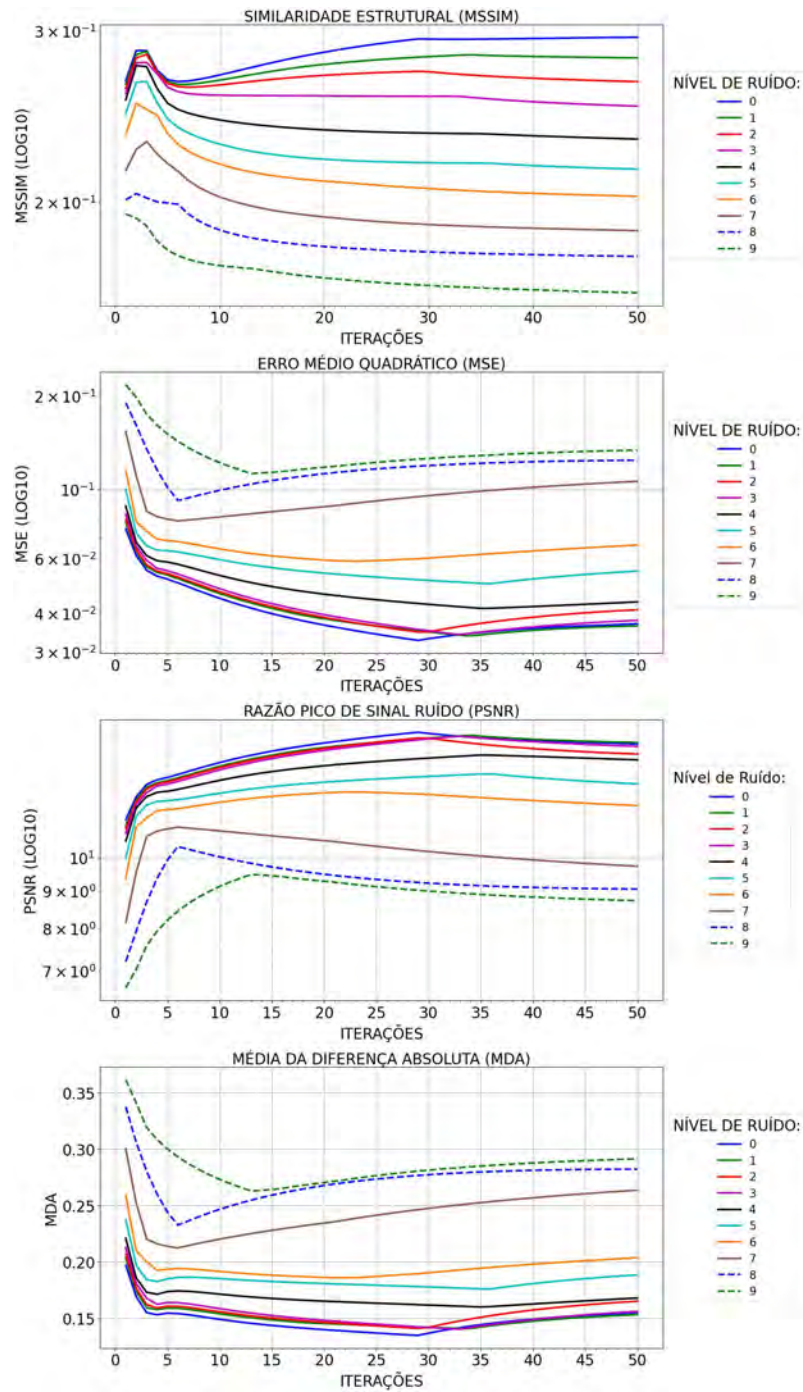 SIMILARIDADE ESTRUTURAL (MSSIM)
3 × 10⁻¹
2 × 10⁻¹
MSSIM (LOG10)
0 10 20 30 40 50
ITERAÇÕES
NÍVEL DE RUÍDO:
0
1
2
3
4
5
6
7
8
9
ERRO MÉDIO QUADRÁTICO (MSE)
2 × 10⁻¹
10⁻¹
6 × 10⁻²
4 × 10⁻²
3 × 10⁻²
MSE (LOG10)
0 5 10 15 20 25 30 35 40 45 50
ITERAÇÕES
NÍVEL DE RUÍDO:
0
1
2
3
4
5
6
7
8
9
RAZÃO PICO DE SINAL RUÍDO (PSNR)
10¹
9 × 10⁰
8 × 10⁰
7 × 10⁰
PSNR (LOG10)
0 5 10 15 20 25 30 35 40 45 50
ITERAÇÕES
Nível de Ruído:
0
1
2
3
4
5
6
7
8
9
MÉDIA DA DIFERENÇA ABSOLUTA (MDA)
0.35
0.30
0.25
0.20
0.15
MDA
0 5 10 15 20 25 30 35 40 45 50
ITERAÇÕES
NÍVEL DE RUÍDO:
0
1
2
3
4
5
6
7
8
9